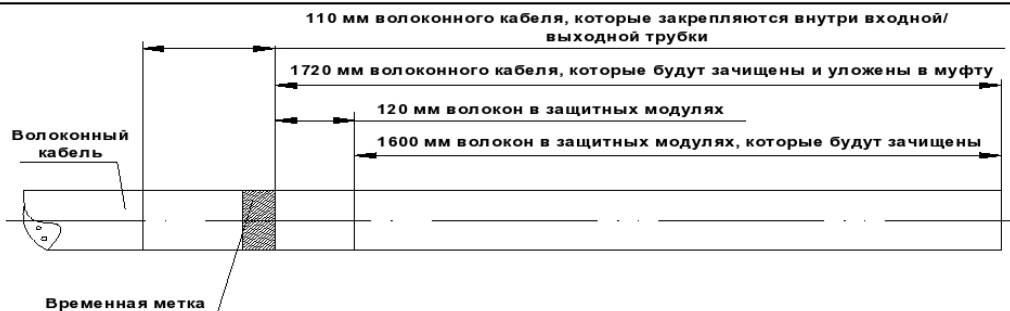 110 мм волоконного кабеля, которые закрепляются внутри входной/
выходной трубки
1720 мм волоконного кабеля, которые будут зачищены и уложены в муфту
120 мм волокон в защитных модулях
Волоконный
кабель
1600 мм волокон в защитных модулях, которые будут зачищены
Временная метка